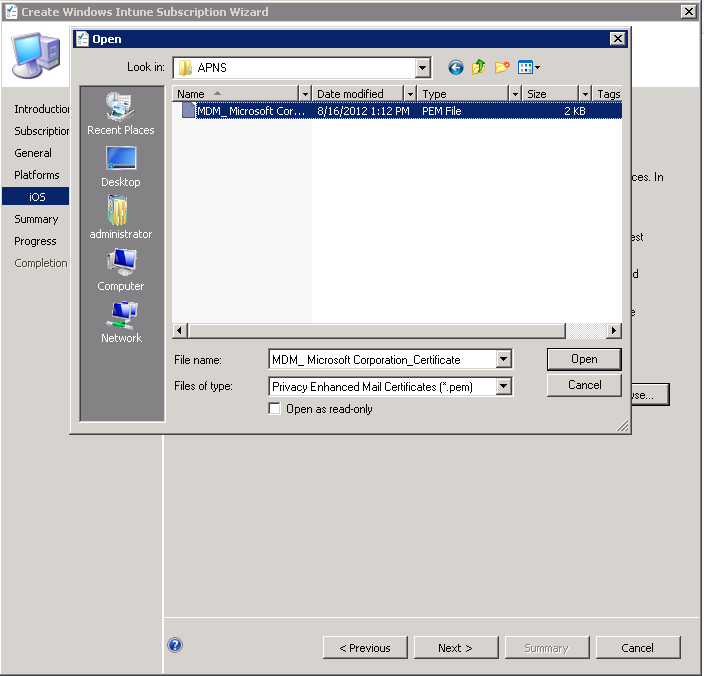 Create Windows Intune Subscription Wizard
Open
Look in:
APNS
Name
Date modified
Type
Size
Tags
MDM_ Microsoft Cor...
8/16/2012 1:12 PM
PEM File
2 KB
Recent Places
Desktop
administrator
Computer
Network
File name:
MDM_ Microsoft Corporation_Certificate
Open
Files of type:
Privacy Enhanced Mail Certificates (*.pem)
Cancel
Open as read-only
Introduction
Subscription
General
Platforms
iOS
Summary
Progress
Completion
ces. In
est
d
e
se...
< Previous
Next >
Summary
Cancel